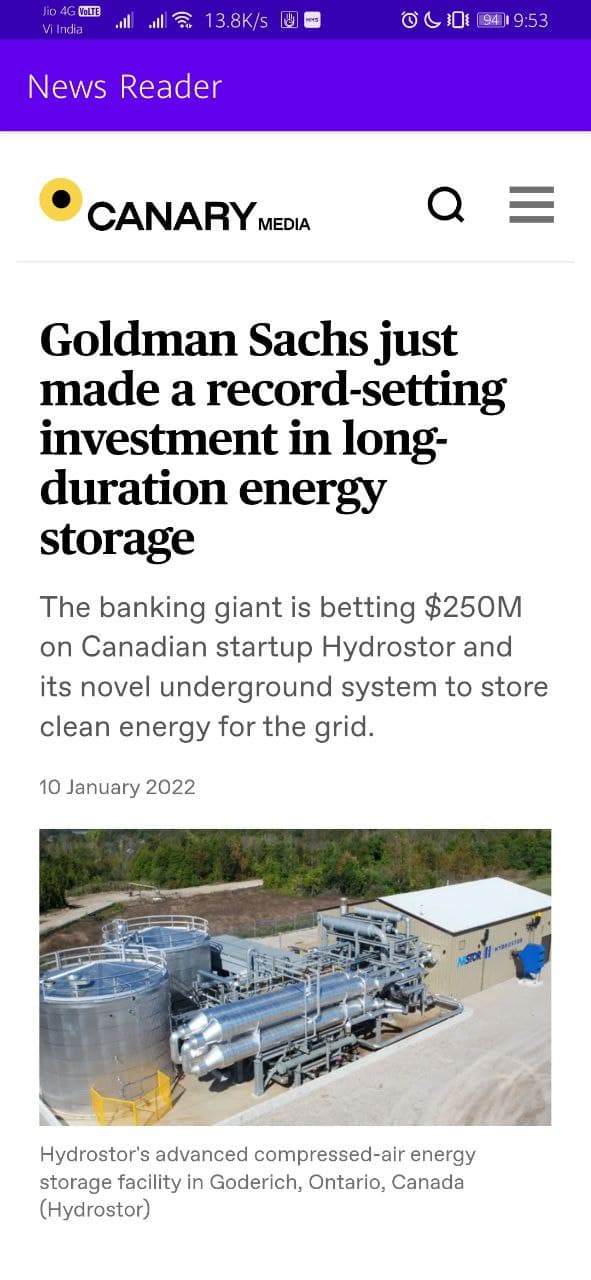 Jio 4G VoLTE
Vi India
13.8K/s
94 9:53
News Reader
CANARY MEDIA
Goldman Sachs just
made a record-setting
investment in long-
duration energy
storage
The banking giant is betting $250M
on Canadian startup Hydrostor and
its novel underground system to store
clean energy for the grid.
10 January 2022
NRSTOR HYDROSTOR
Hydrostor's advanced compressed-air energy
storage facility in Goderich, Ontario, Canada
(Hydrostor)